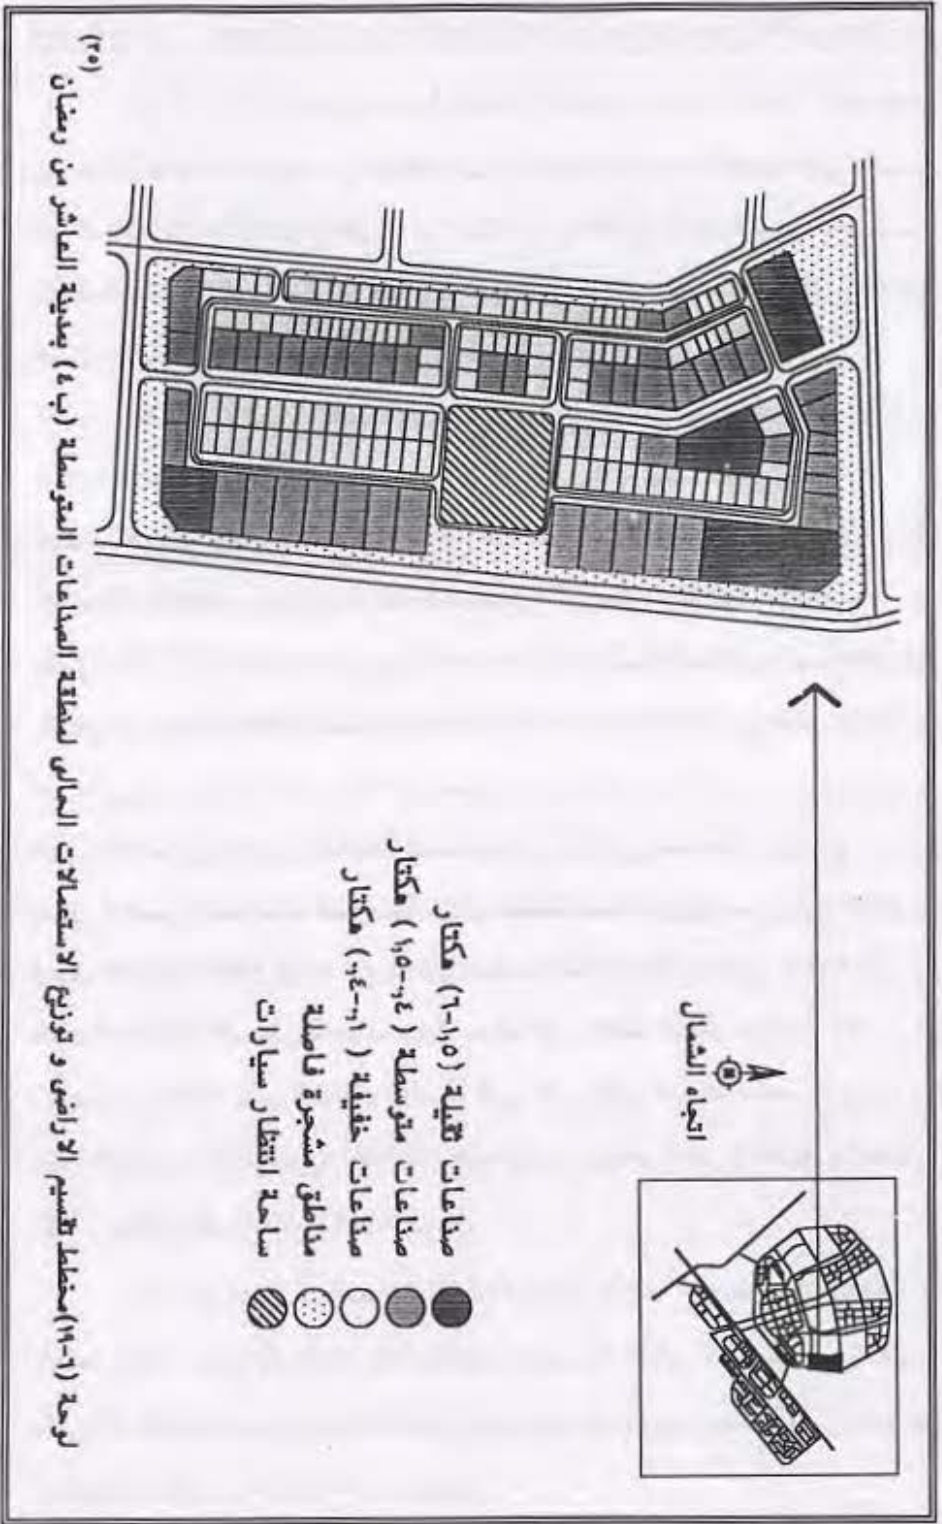 صناعات ثقيلة (١,٥-٦) هكتار
صناعات متوسطة (٠,٤-١,٥) هكتار
صناعات خفيفة (٠,١-٠,٤) هكتار
مناطق مشجرة فاصلة
ساحة انتظار سيارات
اتجاه الشمال
لوحة (٦-١٩) مخطط تقسيم الاراضى و توزيع الاستعمالات الحالى لمنطقة الصناعات المتوسطة (ب ٤) بمدينة العاشر من رمضان (٢٥)